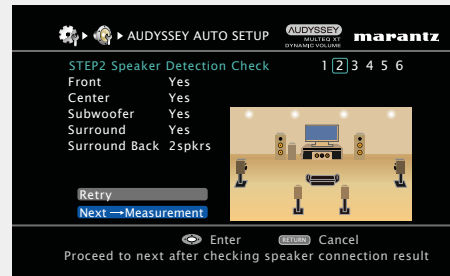 AUDYSSEY AUTO SETUP
AUDYSSEY
MULTEQ XT
DYNAMIC VOLUME
marantz
STEP2 Speaker Detection Check 1 2 3 4 5 6
Front Yes
Center Yes
Subwoofer Yes
Surround Yes
Surround Back 2spkrs
Retry
Next →Measurement
Enter RETURN Cancel
Proceed to next after checking speaker connection result